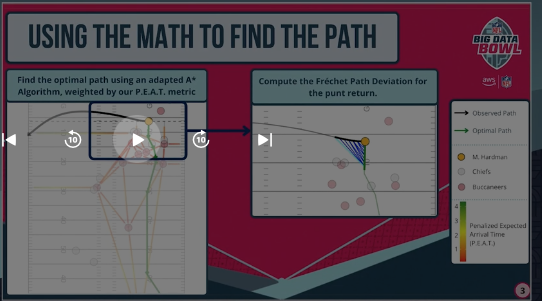 USING THE MATH TO FIND THE PATH
NFL
BIG DATA
BOWL
aws
NFL
Find the optimal path using an adapted A*
Algorithm, weighted by our P.E.A.T. metric
Compute the Fréchet Path Deviation for
the punt return.
10
10
Observed Path
Optimal Path
M. Hardman
Chiefs
Buccaneers
4
3
2
1
Penalized Expected
Arrival Time
(P.E.A.T.)
3